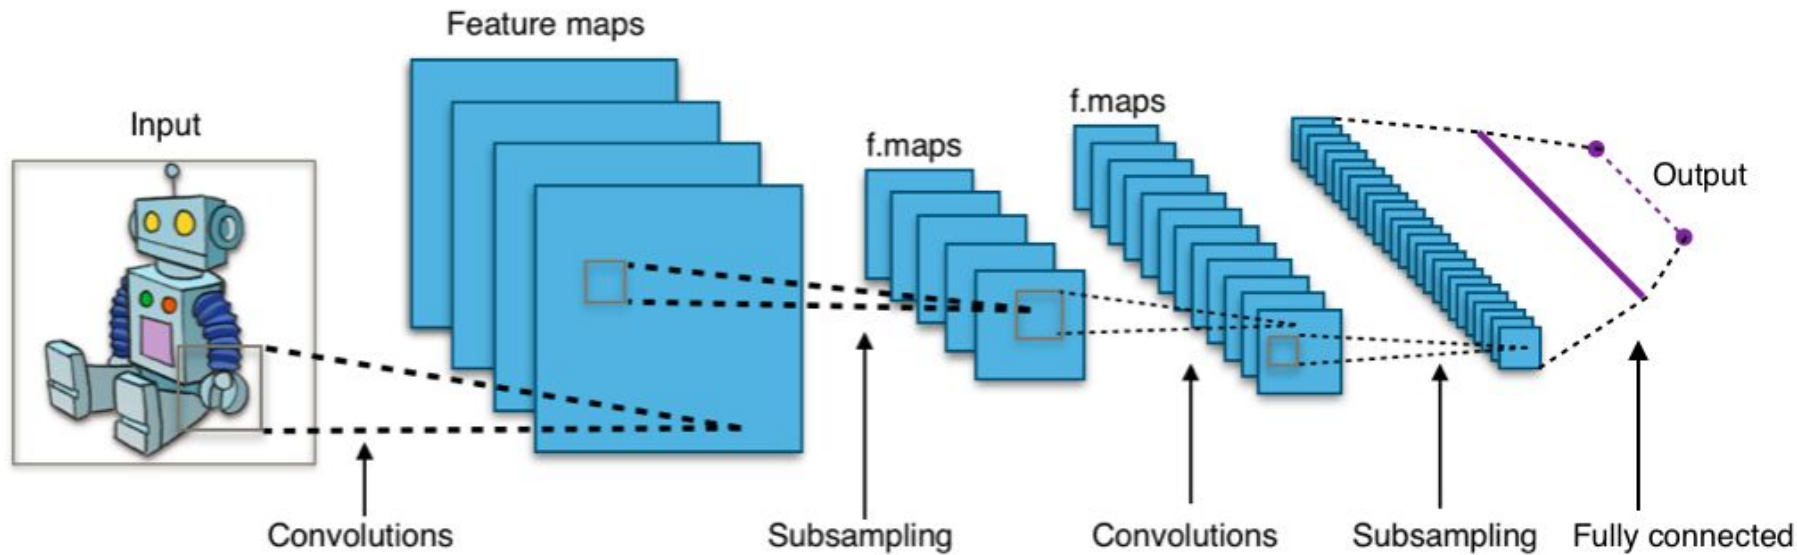 Feature maps
f.maps
Input
f.maps
Output
Convolutions
Subsampling
Convolutions
Subsampling
Fully connected